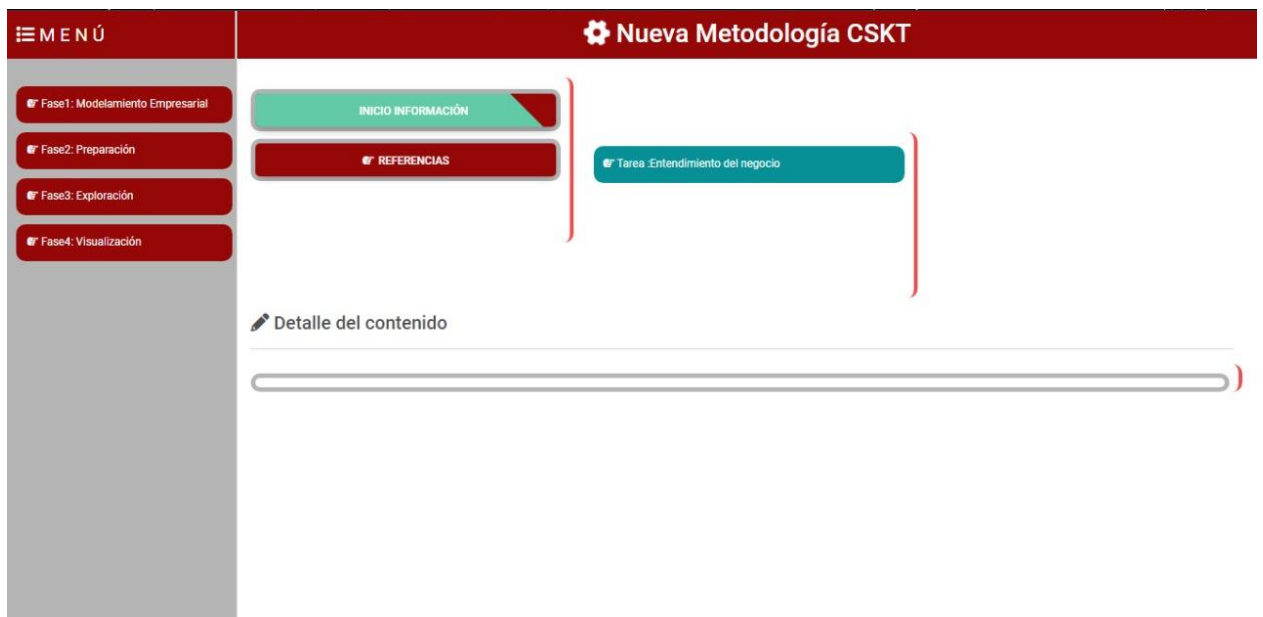 MENÚ
Nueva Metodología CSKT
Fase1: Modelamiento Empresarial
Fase2: Preparación
Fase3: Exploración
Fase4: Visualización
INICIO INFORMACIÓN
REFERENCIAS
Tarea :Entendimiento del negocio
Detalle del contenido